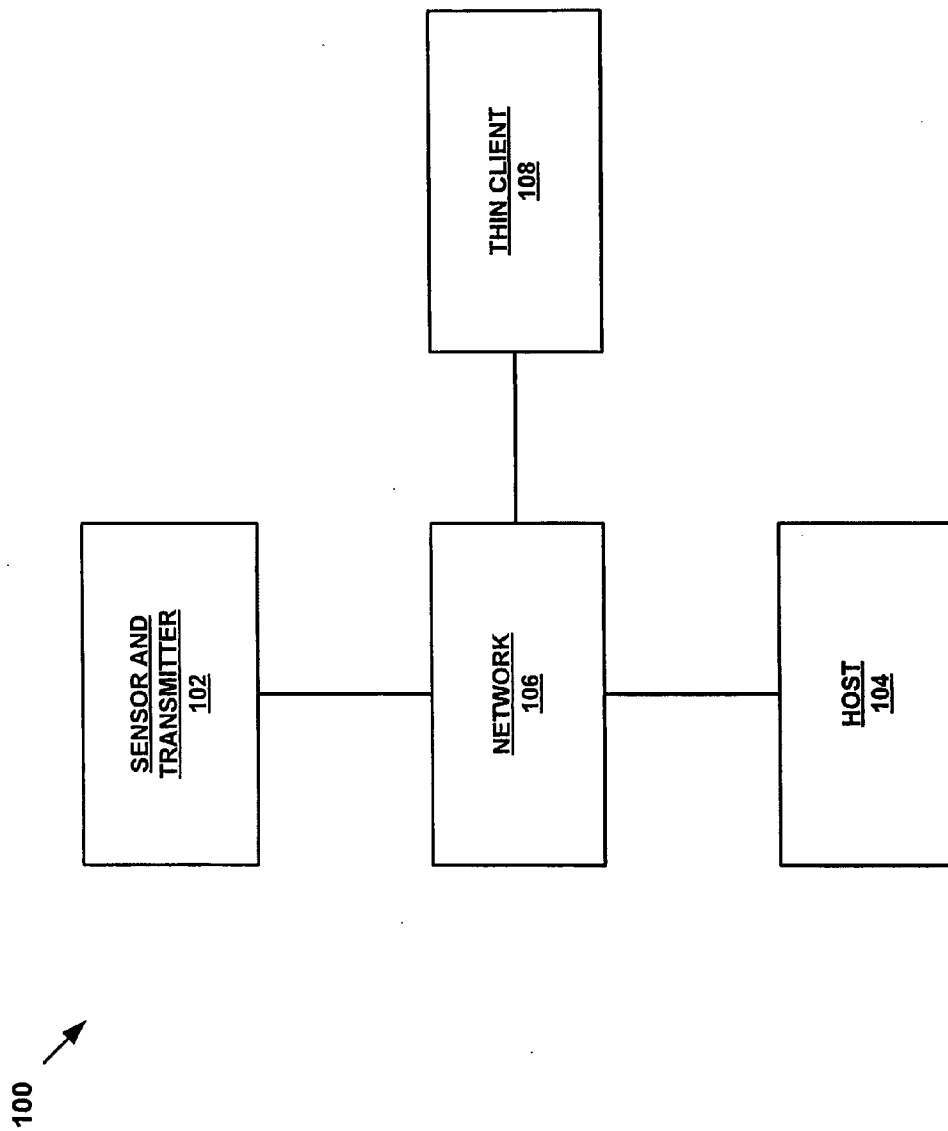 100
SENSOR AND
TRANSMITTER
102
NETWORK
106
THIN CLIENT
108
HOST
104